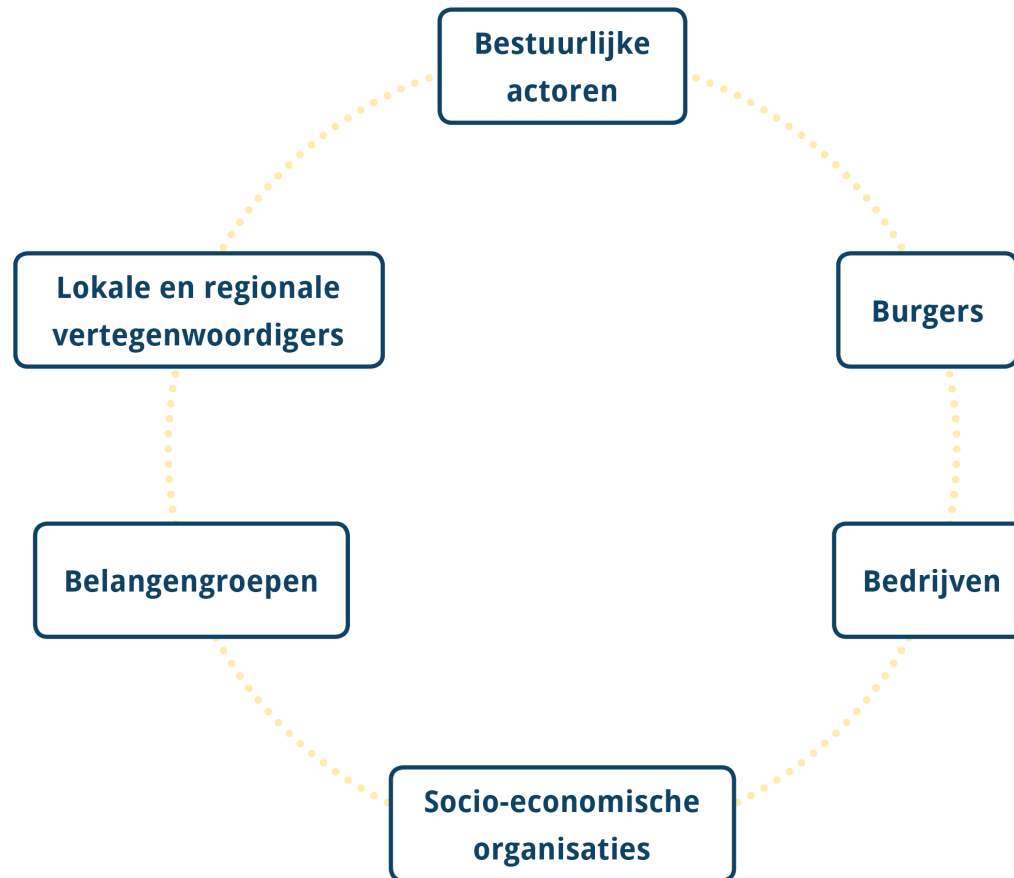 Bestuurlijke
actoren
Lokale en regionale
vertegenwoordigers
Burgers
Belangengroepen
Bedrijven
Socio-economische
organisaties